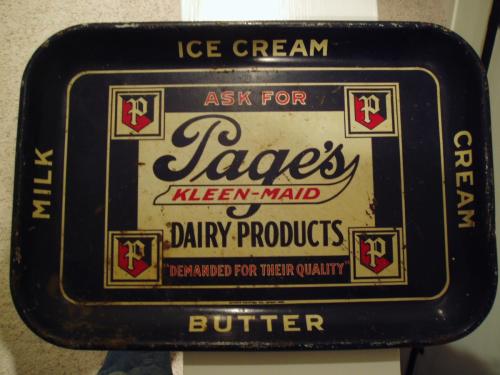 ICE CREAM
ASK FOR
P P
Page's
KLEEN-MAID
MILK
CREAM
DAIRY PRODUCTS
P P
"DEMANDED FOR THEIR QUALITY"
BUTTER